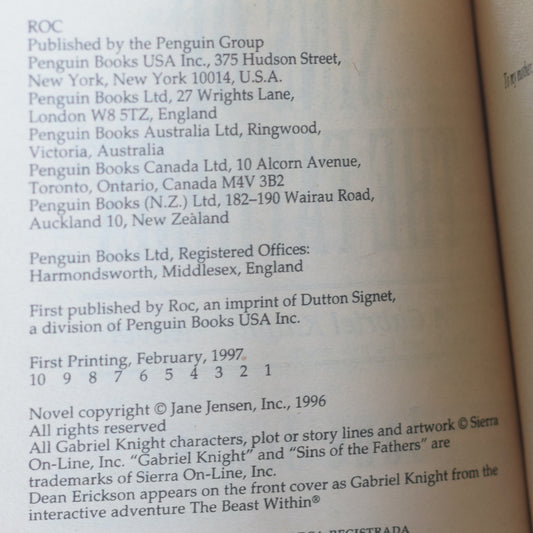 ROC
Published by the Penguin Group
Penguin Books USA Inc., 375 Hudson Street,
New York, New York 10014, U.S.A.
Penguin Books Ltd, 27 Wrights Lane,
London W8 5TZ, England
Penguin Books Australia Ltd, Ringwood,
Victoria, Australia
Penguin Books Canada Ltd, 10 Alcorn Avenue,
Toronto, Ontario, Canada M4V 3B2
Penguin Books (N.Z.) Ltd, 182–190 Wairau Road,
Auckland 10, New Zealand
Penguin Books Ltd, Registered Offices:
Harmondsworth, Middlesex, England
First published by Roc, an imprint of Dutton Signet,
a division of Penguin Books USA Inc.
First Printing, February, 1997
10 9 8 7 6 5 4 3 2 1
Novel copyright © Jane Jensen, Inc., 1996
All rights reserved
All Gabriel Knight characters, plot or story lines and artwork © Sierra
On-Line, Inc. “Gabriel Knight” and “Sins of the Fathers” are
trademarks of Sierra On-Line, Inc.
Dean Erickson appears on the front cover as Gabriel Knight from the
interactive adventure The Beast Within®
REGISTRADA
To my mother